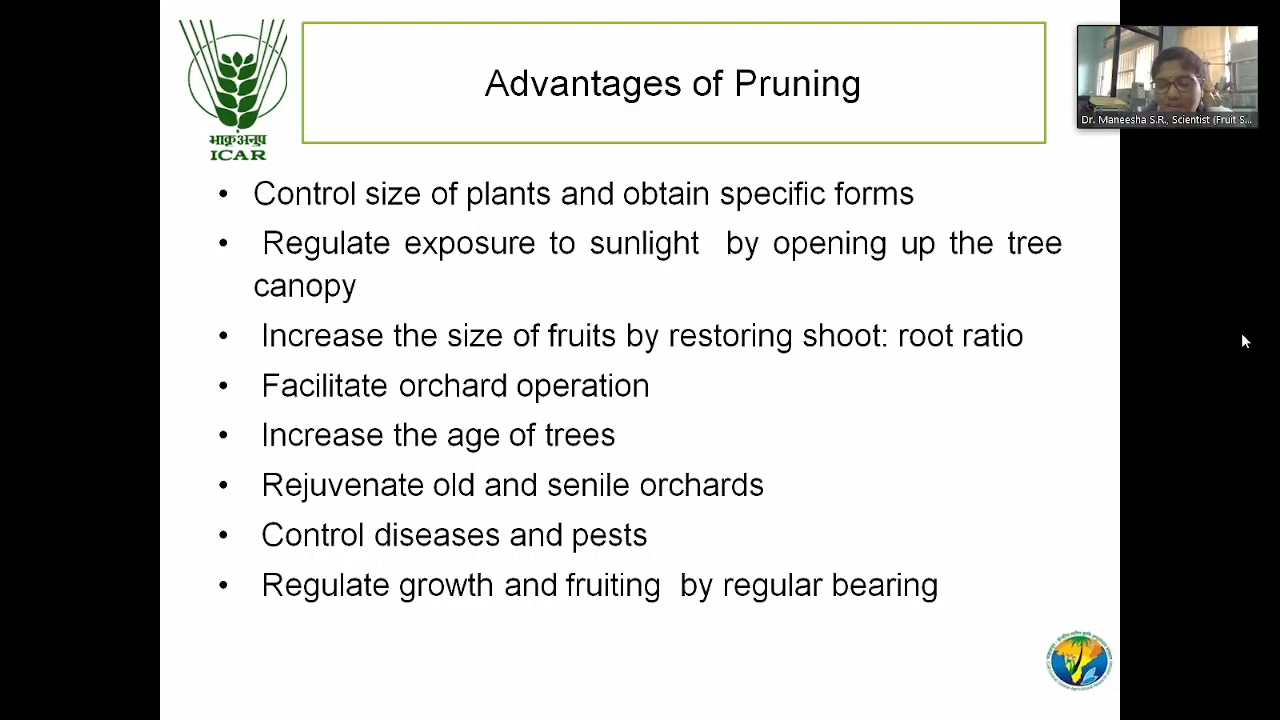 Advantages of Pruning
भाकृअनुप
ICAR
Dr. Maneesha S.R., Scientist (Fruit S...
• Control size of plants and obtain specific forms
• Regulate exposure to sunlight by opening up the tree
canopy
• Increase the size of fruits by restoring shoot: root ratio
• Facilitate orchard operation
• Increase the age of trees
• Rejuvenate old and senile orchards
• Control diseases and pests
• Regulate growth and fruiting by regular bearing